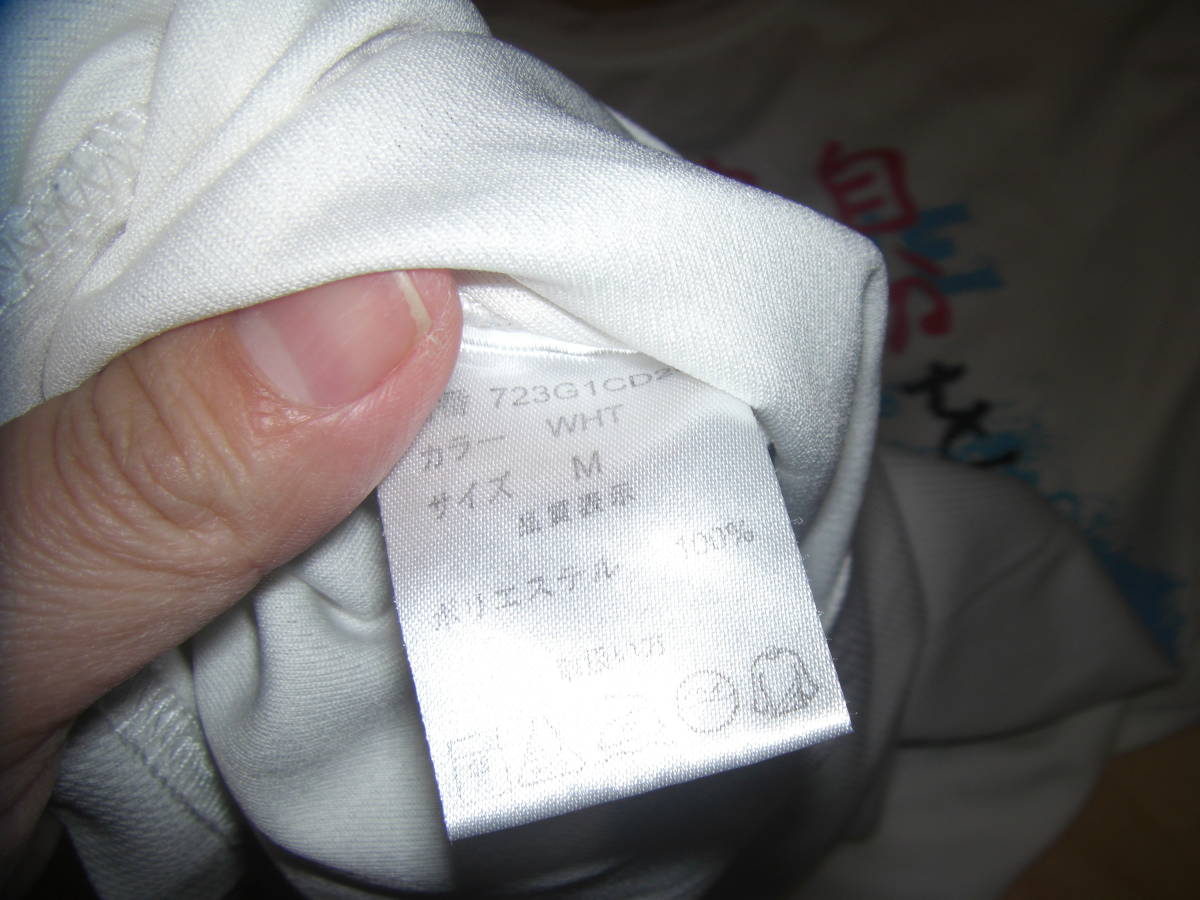 番 723G1CD2
カラー WHT
サイズ M
品質表示
ポリエステル 100%
取扱い方